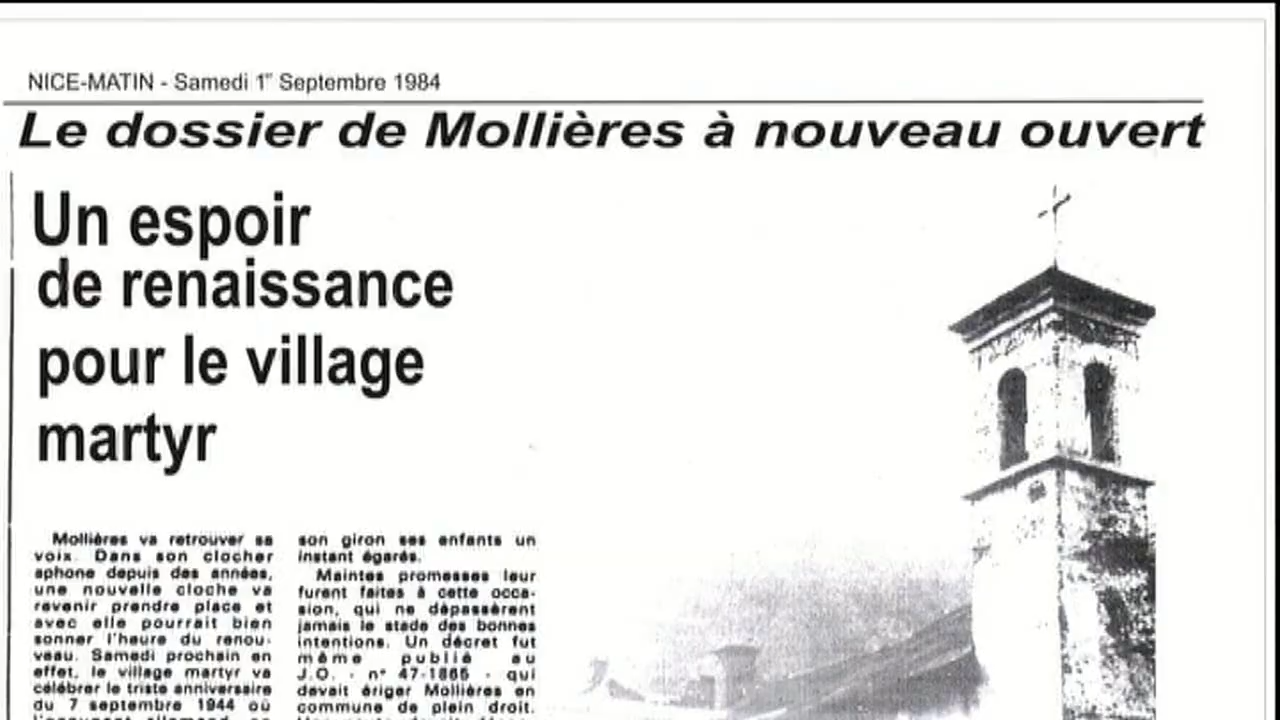 NICE-MATIN - Samedi 1er Septembre 1984
Le dossier de Mollières à nouveau ouvert
Un espoir
de renaissance
pour le village
martyr
Mollières va retrouver sa
voix. Dans son clocher
aphone depuis des années,
une nouvelle cloche va
revenir prendre place et
avec elle pourrait bien
sonner l'heure du renou-
veau. Samedi prochain en
effet, le village martyr va
célébrer le triste anniversaire
du 7 septembre 1944 où
l'occupant allemand, en
son giron ses enfants un
instant égarés.
Maintes promesses leur
furent faites à cette occa-
sion, qui ne dépassèrent
jamais le stade des bonnes
intentions. Un décret fut
même publié au
J.O. - n° 47-1865 - qui
devait ériger Mollières en
commune de plein droit.